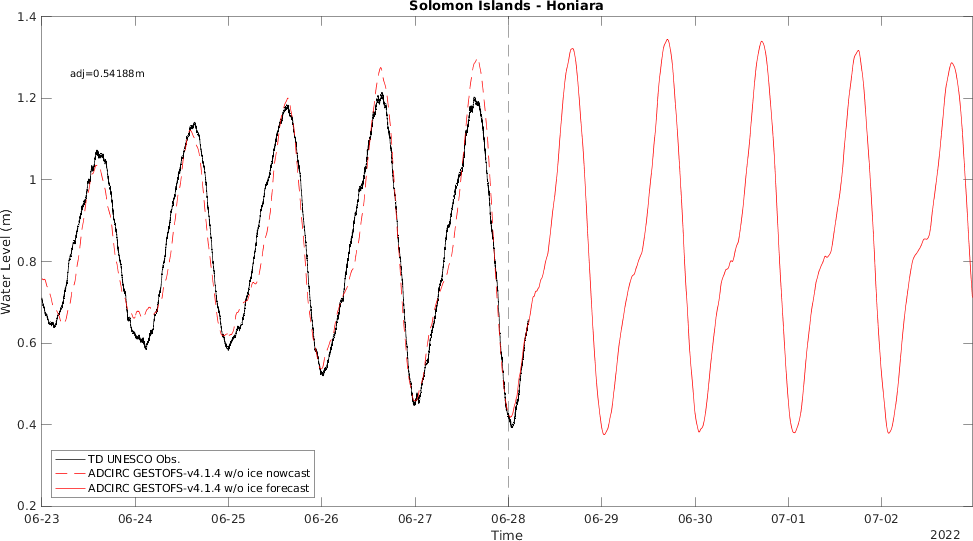 Solomon Islands - Honiara
adj=0.54188m
Water Level (m)
1.4
1.2
1
0.8
0.6
0.4
0.2
TD UNESCO Obs.
ADCIRC GESTOFS-v4.1.4 w/o ice nowcast
ADCIRC GESTOFS-v4.1.4 w/o ice forecast
06-23 06-24 06-25 06-26 06-27 06-28 06-29 06-30 07-01 07-02
Time
2022